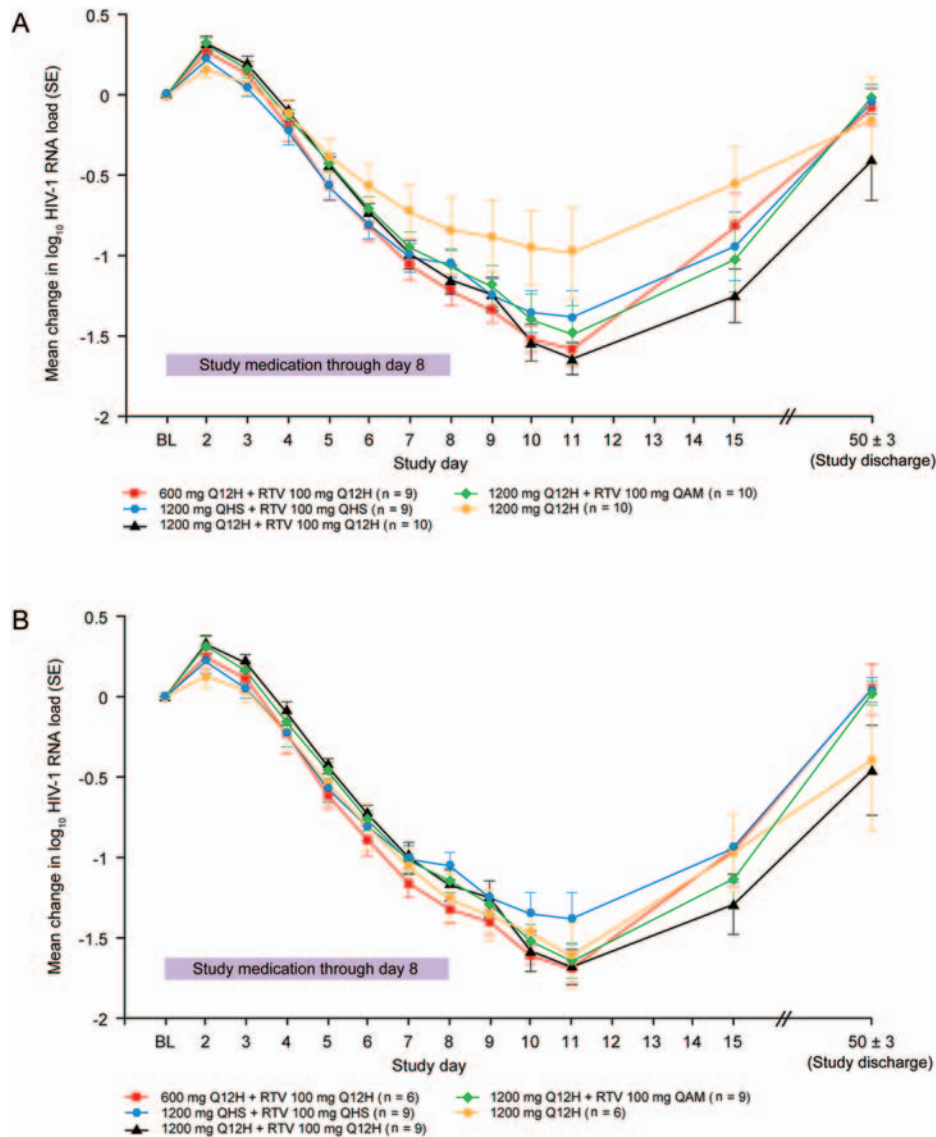 A
Mean change in log10 HIV-1 RNA load (SE)
0.5
0
-0.5
-1
-1.5
-2
Study medication through day 8
BL 2 3 4 5 6 7 8 9 10 11 12 13 14 15 50 ± 3
(Study discharge)
Study day
600 mg Q12H + RTV 100 mg Q12H (n = 9)
1200 mg QHS + RTV 100 mg QHS (n = 9)
1200 mg Q12H + RTV 100 mg Q12H (n = 10)
1200 mg Q12H + RTV 100 mg QAM (n = 10)
1200 mg Q12H (n = 10)
B
Mean change in log10 HIV-1 RNA load (SE)
0.5
0
-0.5
-1
-1.5
-2
Study medication through day 8
BL 2 3 4 5 6 7 8 9 10 11 12 13 14 15 50 ± 3
(Study discharge)
Study day
600 mg Q12H + RTV 100 mg Q12H (n = 6)
1200 mg QHS + RTV 100 mg QHS (n = 9)
1200 mg Q12H + RTV 100 mg Q12H (n = 9)
1200 mg Q12H + RTV 100 mg QAM (n = 9)
1200 mg Q12H (n = 6)